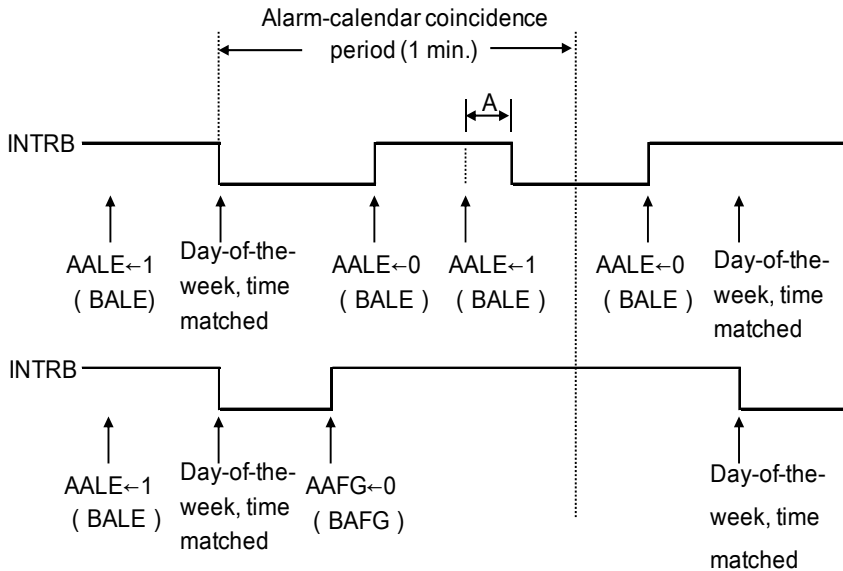 Alarm-calendar coincidence
period (1 min.)
A
INTRB
AALE←1
( BALE)
Day-of-the-
week, time
matched
AALE←0
( BALE )
AALE←1
( BALE )
AALE←0
( BALE )
Day-of-the-
week, time
matched
INTRB
AALE←1
( BALE )
Day-of-the-
week, time
matched
AAFG←0
( BAFG )
Day-of-the-
week, time
matched